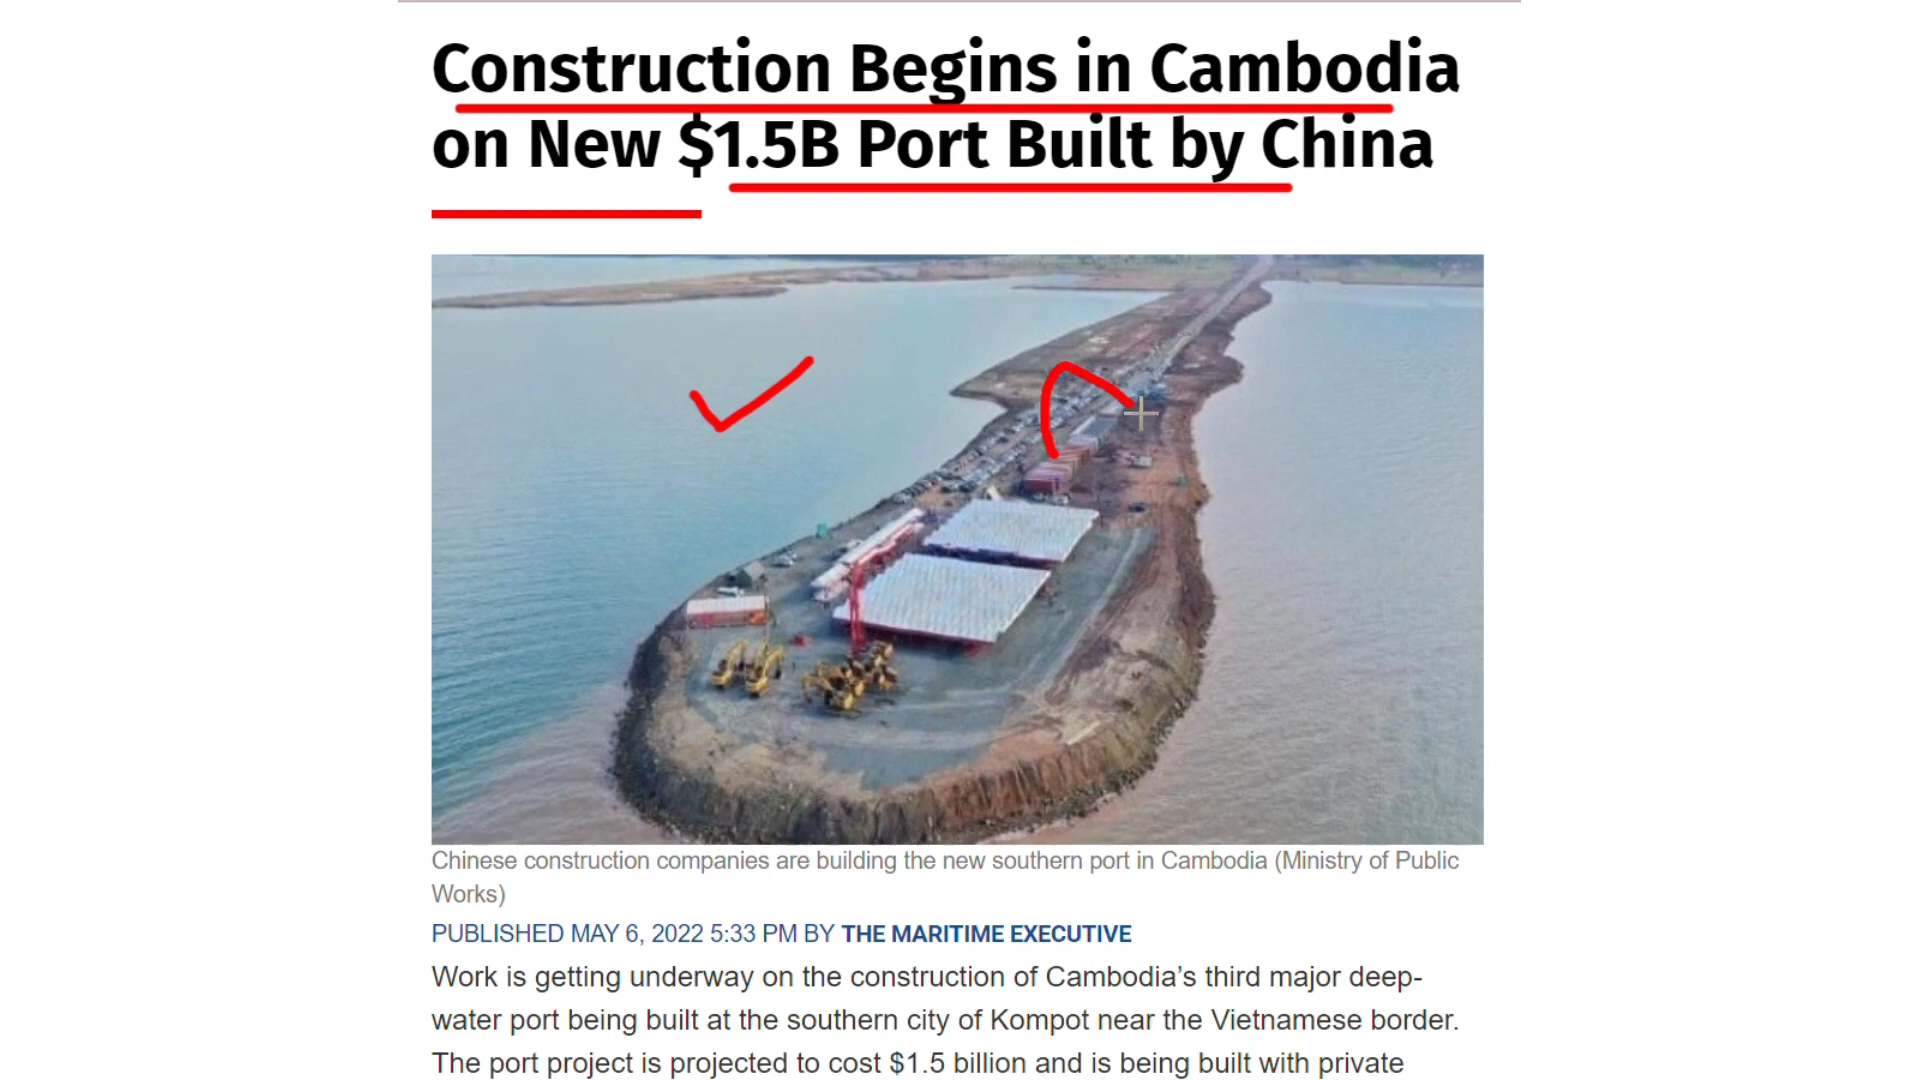 Construction Begins in Cambodia
on New $1.5B Port Built by China
Chinese construction companies are building the new southern port in Cambodia (Ministry of Public
Works)
PUBLISHED MAY 6, 2022 5:33 PM BY THE MARITIME EXECUTIVE
Work is getting underway on the construction of Cambodia’s third major deep-
water port being built at the southern city of Kompot near the Vietnamese border.
The port project is projected to cost $1.5 billion and is being built with private